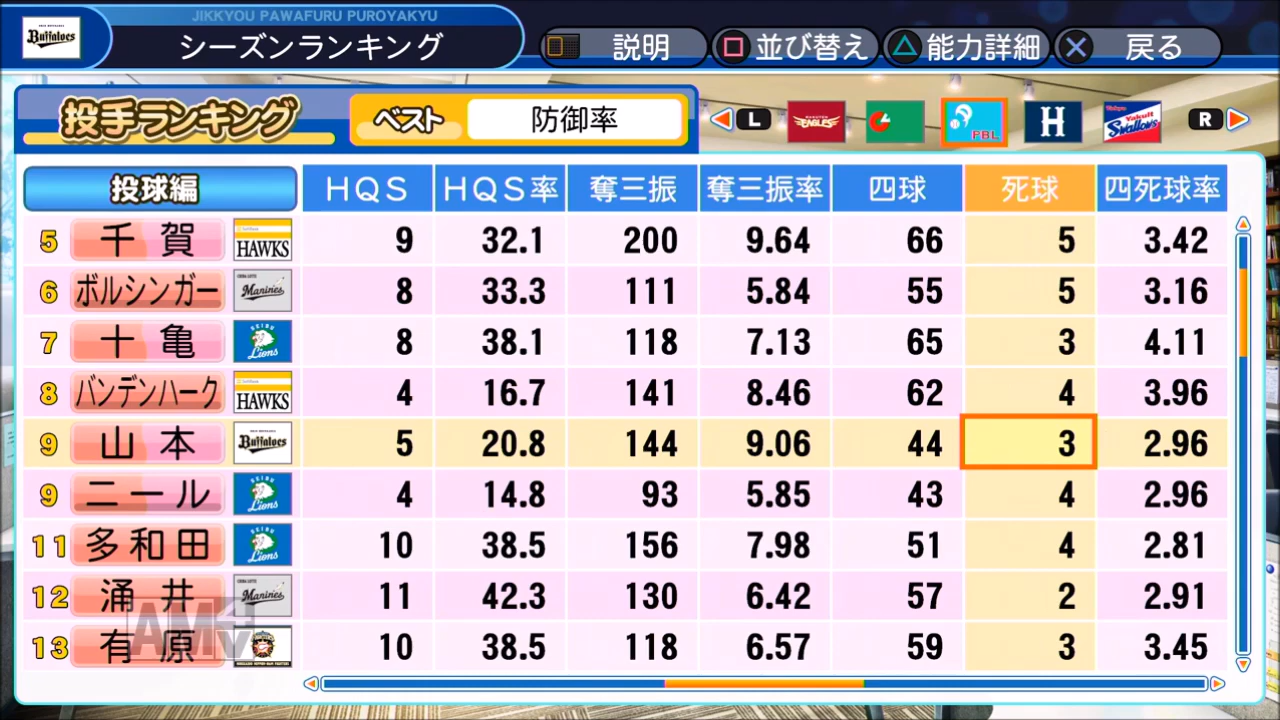 JIKKYOU PAWAFURU PUROYAKYU
Buffaloes シーズンランキング 説明 並び替え 能力詳細 戻る
投手ランキング ベスト 防御率 L EAGLES PBL H Yakult Swallows R
投球編 HQS HQS率 奪三振 奪三振率 四球 死球 四死球率
5 千賀 HAWKS 9 32.1 200 9.64 66 5 3.42
6 ボルシンガー Marines 8 33.3 111 5.84 55 5 3.16
7 十亀 SEIBU Lions 8 38.1 118 7.13 65 3 4.11
8 バンデンハーク HAWKS 4 16.7 141 8.46 62 4 3.96
9 山本 Buffaloes 5 20.8 144 9.06 44 3 2.96
9 ニール SEIBU Lions 4 14.8 93 5.85 43 4 2.96
11 多和田 SEIBU Lions 10 38.5 156 7.98 51 4 2.81
12 涌井 Marines 11 42.3 130 6.42 57 2 2.91
13 有原 10 38.5 118 6.57 59 3 3.45
AM4V